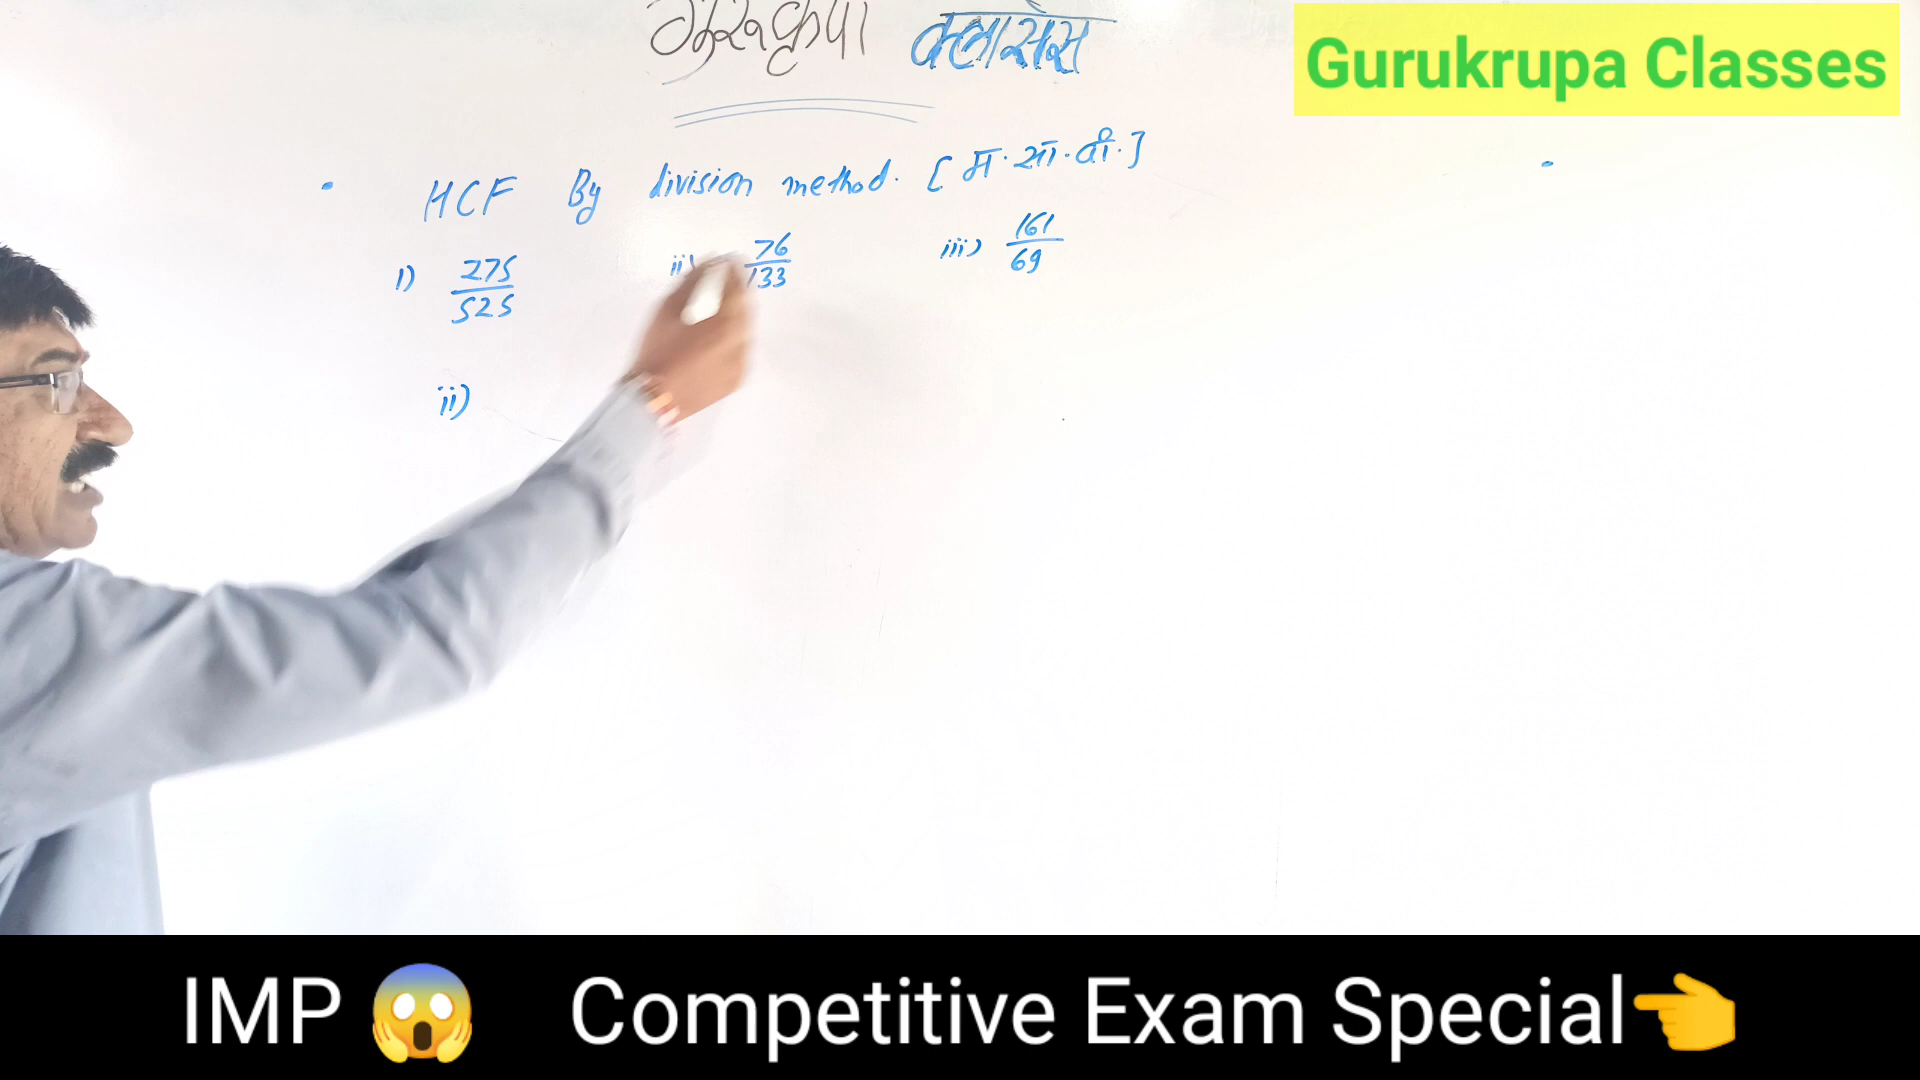 गुरुकृपा क्लासेस
Gurukrupa Classes
HCF By division method. [म.सा.वी.]
i) 275/525 ii) 76/133 iii) 161/69
ii)
IMP 😱 Competitive Exam Special👈